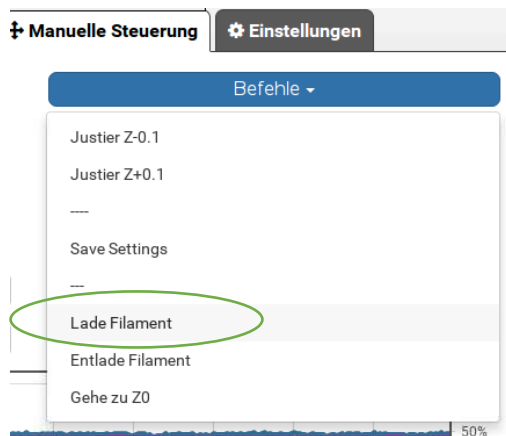 Manuelle Steuerung
Einstellungen
Befehle
Justier Z-0.1
Justier Z+0.1
----
Save Settings
---
Lade Filament
Entlade Filament
Gehe zu Z0
50%